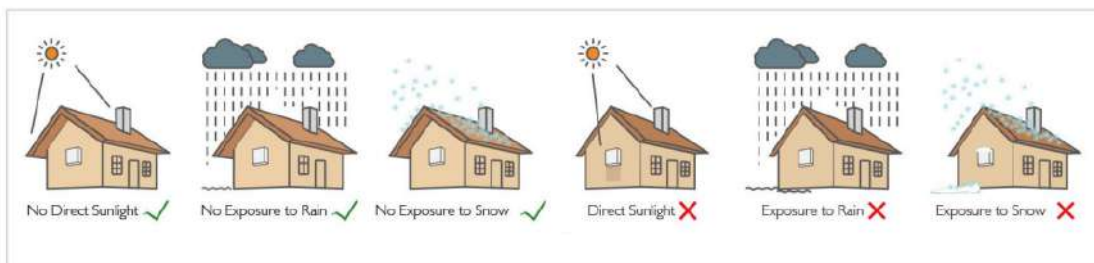 No Direct Sunlight
No Exposure to Rain
No Exposure to Snow
Direct Sunlight
Exposure to Rain
Exposure to Snow